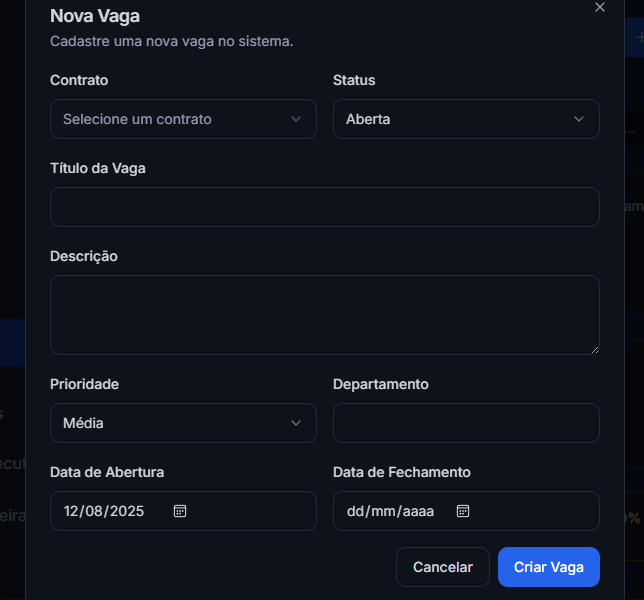 Nova Vaga
Cadastre uma nova vaga no sistema.
Contrato
Status
Selecione um contrato
Aberta
Título da Vaga
Descrição
Prioridade
Departamento
Média
Data de Abertura
Data de Fechamento
12/08/2025
dd/mm/aaaa
Cancelar
Criar Vaga